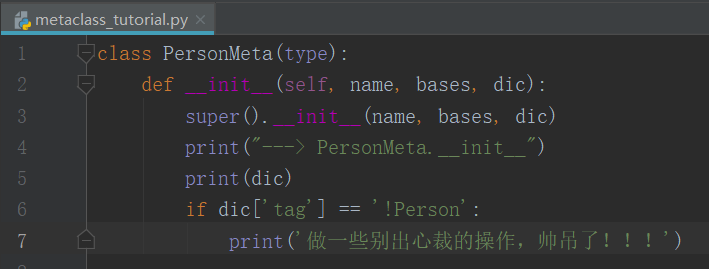 metaclass_tutorial.py
1 class PersonMeta(type):
2     def __init__(self, name, bases, dic):
3         super().__init__(name, bases, dic)
4         print("---> PersonMeta.__init__")
5         print(dic)
6         if dic['tag'] == '!Person':
7             print('做一些别出心裁的操作，帅吊了！！！')